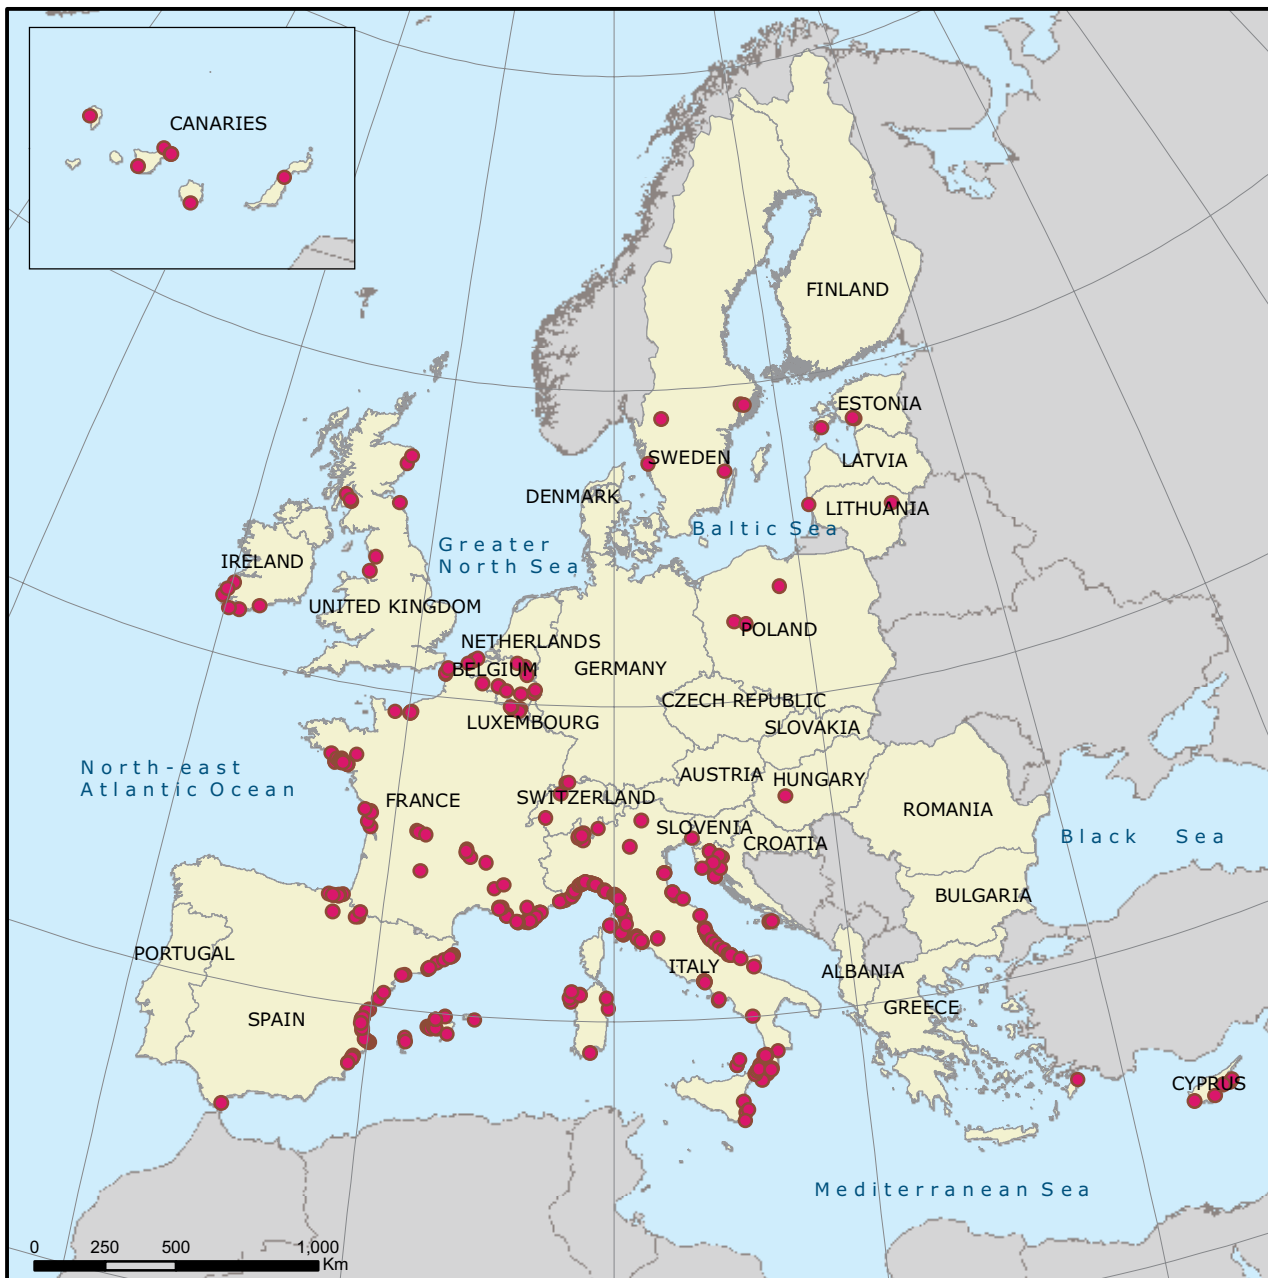 CANARIES
FINLAND
ESTONIA
SWEDEN
LATVIA
DENMARK
LITHUANIA
Baltic Sea
Greater
North Sea
IRELAND
UNITED KINGDOM
POLAND
NETHERLANDS
BELGIUM
GERMANY
CZECH REPUBLIC
LUXEMBOURG
SLOVAKIA
North-east
Atlantic Ocean
AUSTRIA
HUNGARY
FRANCE
SWITZERLAND
ROMANIA
SLOVENIA
CROATIA
Black Sea
BULGARIA
PORTUGAL
ITALY
ALBANIA
GREECE
SPAIN
CYPRUS
Mediterranean Sea
0 250 500 1,000
Km